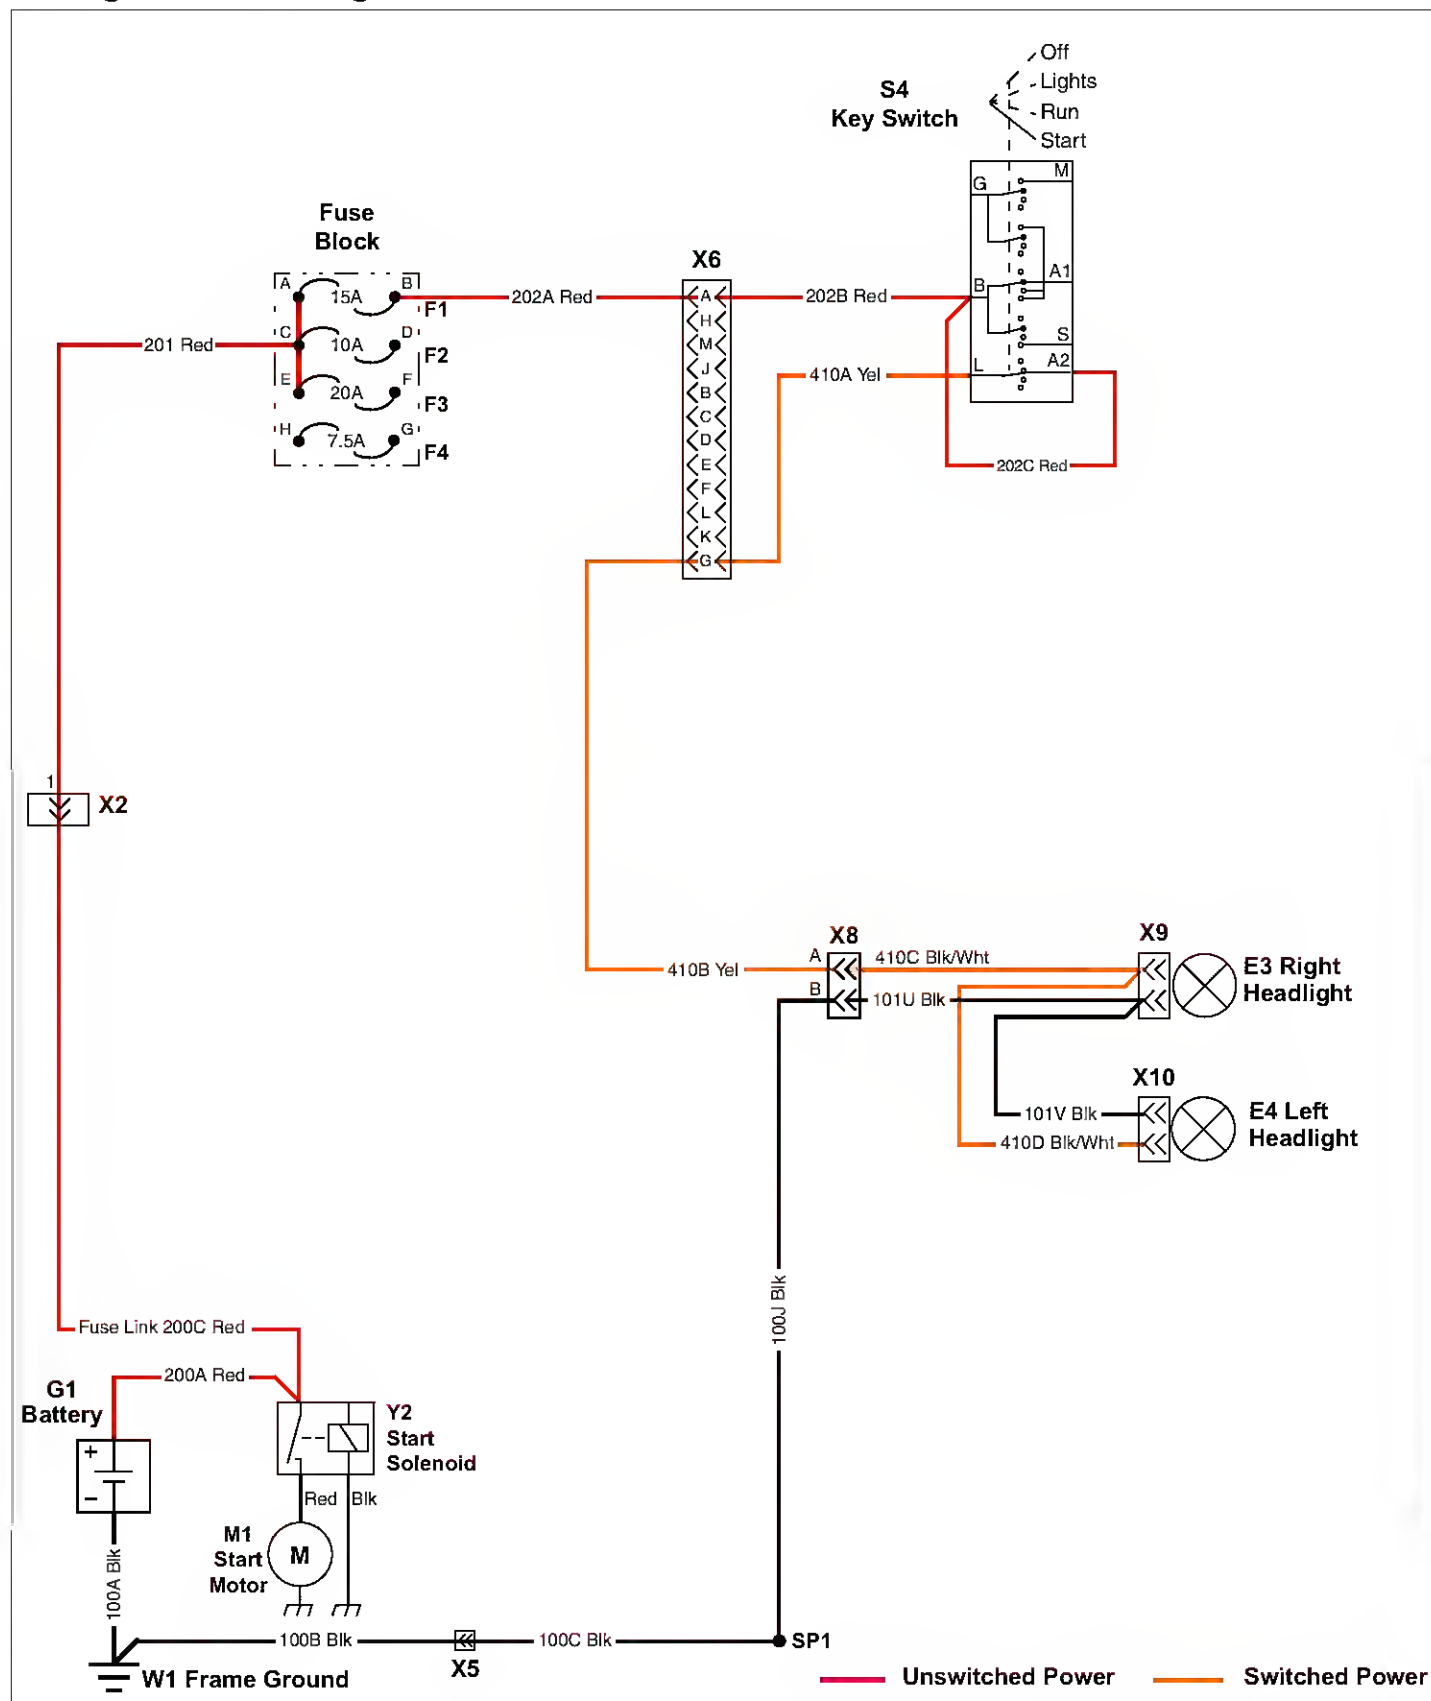 Off
Lights
Run
Start
S4
Key Switch
G
M
B
A1
S
L
A2
Fuse
Block
A
15A
B
F1
C
10A
D
F2
E
20A
F
F3
H
7.5A
G
F4
X6
A
H
M
J
B
C
D
E
F
L
K
G
201 Red
202A Red
202B Red
410A Yel
202C Red
1
X2
X8
A
B
410B Yel
410C Blk/Wht
101U Blk
X9
E3 Right
Headlight
X10
101V Blk
410D Blk/Wht
E4 Left
Headlight
100J Blk
Fuse Link 200C Red
200A Red
G1
Battery
+
–
Y2
Start
Solenoid
Red
Blk
M1
Start
Motor
M
100A Blk
100B Blk
X5
100C Blk
SP1
W1 Frame Ground
Unswitched Power
Switched Power